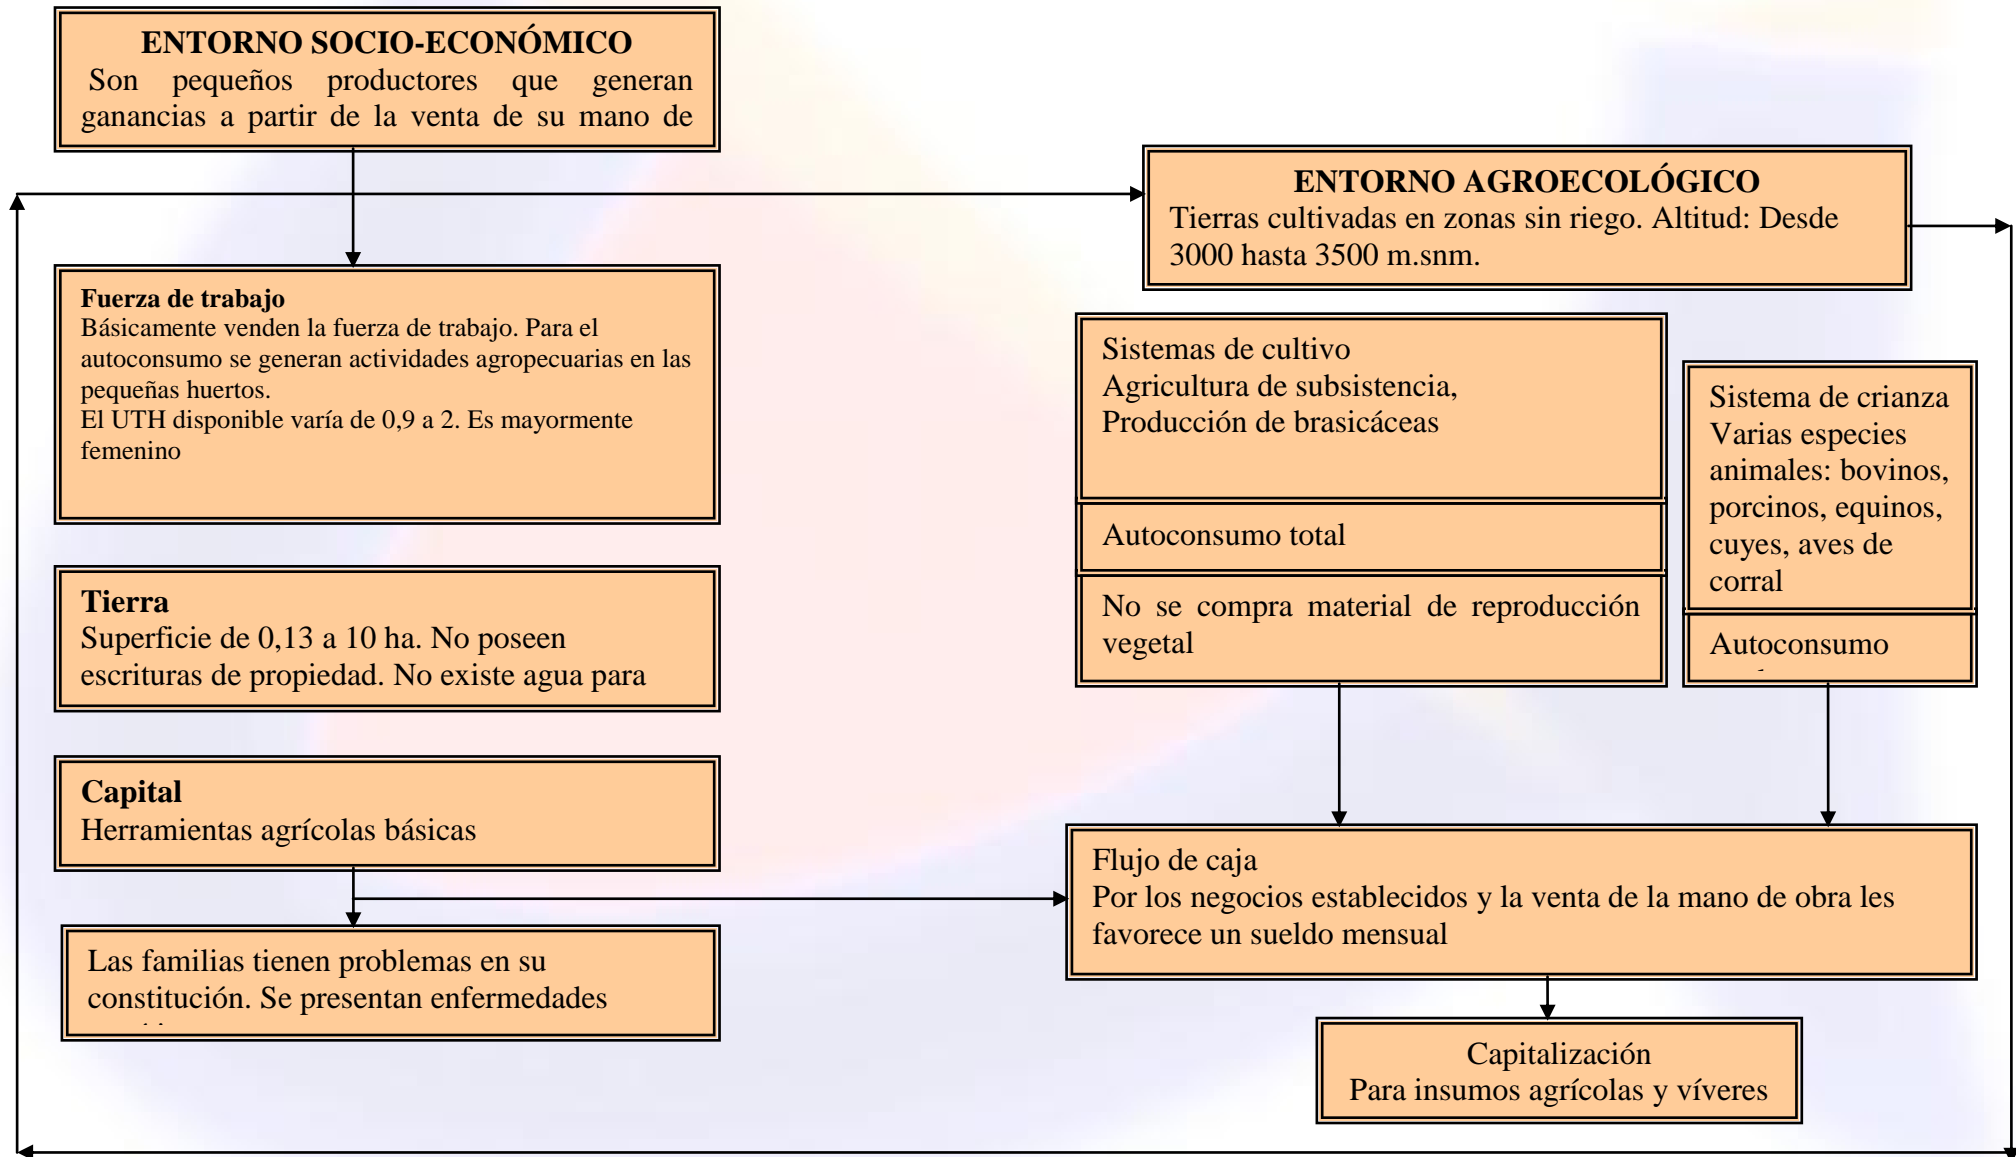 ENTORNO SOCIO-ECONÓMICO
Son pequeños productores que generan
ganancias a partir de la venta de su mano de
Fuerza de trabajo
Básicamente venden la fuerza de trabajo. Para el
autoconsumo se generan actividades agropecuarias en las
pequeñas huertos.
El UTH disponible varía de 0,9 a 2. Es mayormente
femenino
Tierra
Superficie de 0,13 a 10 ha. No poseen
escrituras de propiedad. No existe agua para
Capital
Herramientas agrícolas básicas
Las familias tienen problemas en su
constitución. Se presentan enfermedades
ENTORNO AGROECOLÓGICO
Tierras cultivadas en zonas sin riego. Altitud: Desde
3000 hasta 3500 m.snm.
Sistemas de cultivo
Agricultura de subsistencia,
Producción de brasicáceas
Autoconsumo total
No se compra material de reproducción
vegetal
Sistema de crianza
Varias especies
animales: bovinos,
porcinos, equinos,
cuyes, aves de
corral
Autoconsumo
Flujo de caja
Por los negocios establecidos y la venta de la mano de obra les
favorece un sueldo mensual
Capitalización
Para insumos agrícolas y víveres